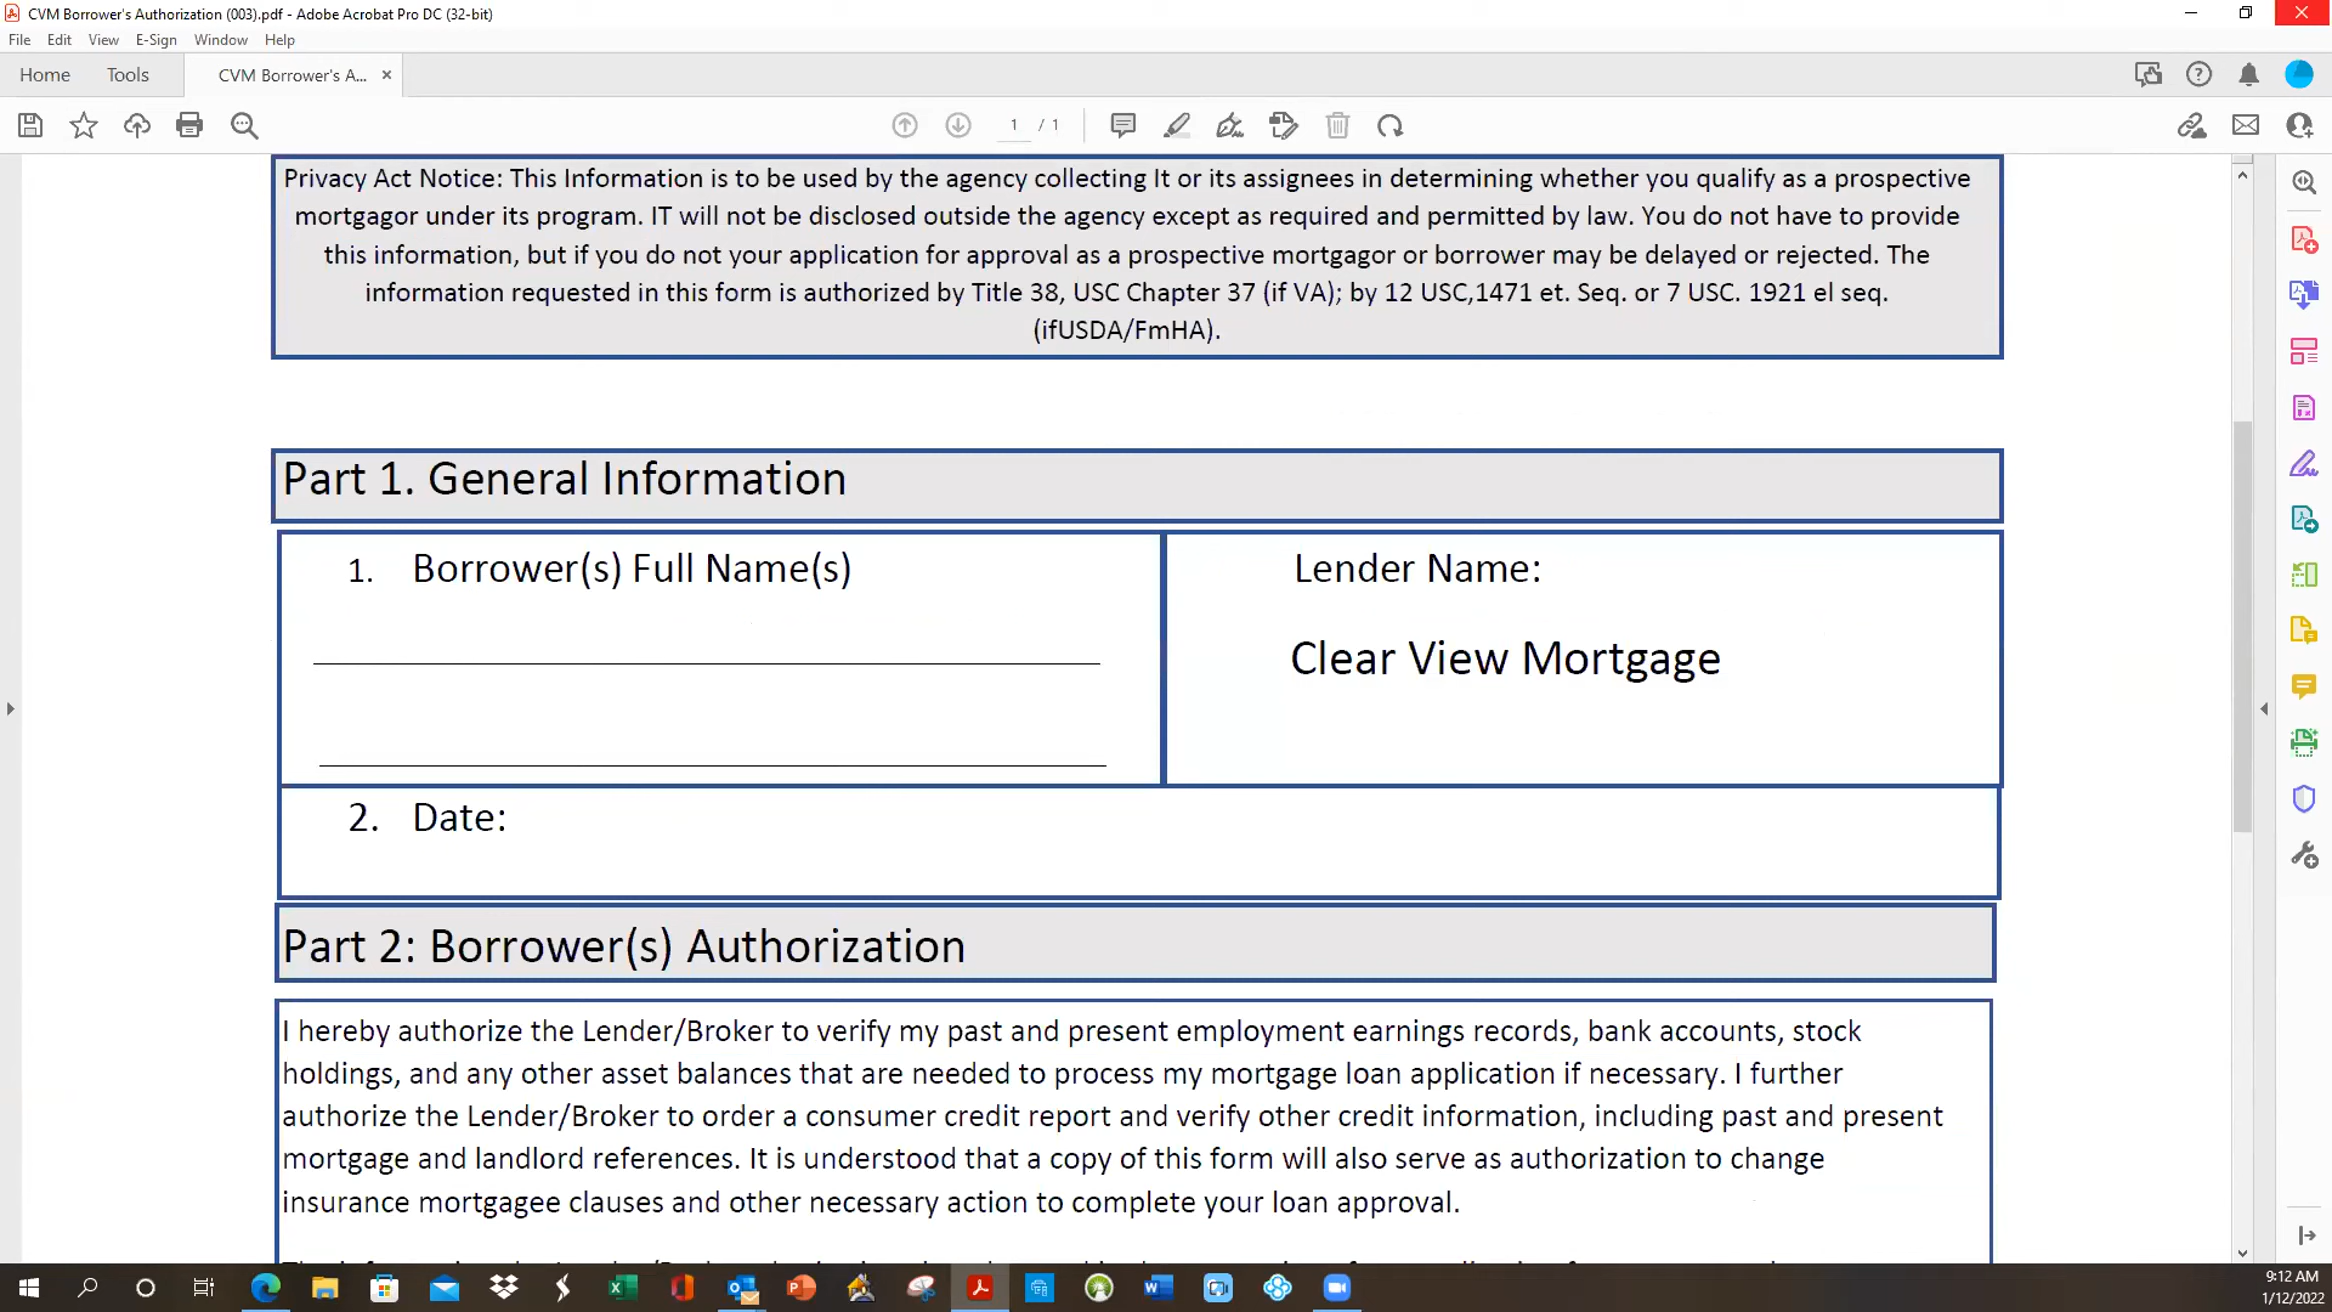 CVM Borrower's Authorization (003).pdf - Adobe Acrobat Pro DC (32-bit)
File Edit View E-Sign Window Help
Home Tools CVM Borrower's A... ×
1 / 1
Privacy Act Notice: This Information is to be used by the agency collecting It or its assignees in determining whether you qualify as a prospective
mortgagor under its program. IT will not be disclosed outside the agency except as required and permitted by law. You do not have to provide
this information, but if you do not your application for approval as a prospective mortgagor or borrower may be delayed or rejected. The
information requested in this form is authorized by Title 38, USC Chapter 37 (if VA); by 12 USC,1471 et. Seq. or 7 USC. 1921 el seq.
(ifUSDA/FmHA).
Part 1. General Information
1. Borrower(s) Full Name(s)
Lender Name:
Clear View Mortgage
2. Date:
Part 2: Borrower(s) Authorization
I hereby authorize the Lender/Broker to verify my past and present employment earnings records, bank accounts, stock
holdings, and any other asset balances that are needed to process my mortgage loan application if necessary. I further
authorize the Lender/Broker to order a consumer credit report and verify other credit information, including past and present
mortgage and landlord references. It is understood that a copy of this form will also serve as authorization to change
insurance mortgagee clauses and other necessary action to complete your loan approval.
9:12 AM
1/12/2022